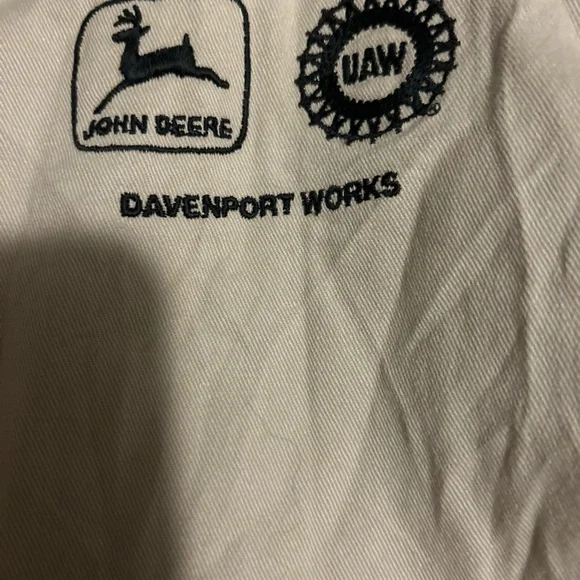 JOHN DEERE
UAW
®
DAVENPORT WORKS